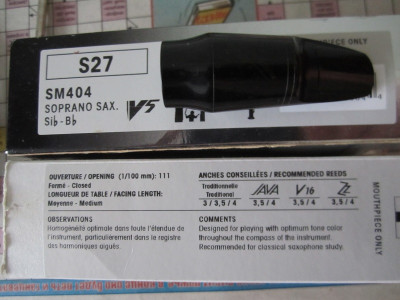 S27
SM404
SOPRANO SAX.
Sib - Bb
V5
PIECE ONLY
OUVERTURE / OPENING (1/100 mm): 111
Fermé - Closed
LONGUEUR DE TABLE / FACING LENGTH:
Moyenne - Medium
ANCHES CONSEILLÉES / RECOMMENDED REEDS
Traditionnelle
Traditional
3 / 3,5 / 4
JAVA
3,5 / 4
V16
3,5 / 4
ZZ
3,5 / 4
OBSERVATIONS
Homogénéité optimale dans toute l'étendue de
l'instrument, particulièrement dans le registre
des harmoniques aigués.
COMMENTS
Designed for playing with optimum tone color
throughout the compass of the instrument.
Recommended for classical saxophone study.
MOUTHPIECE ONLY